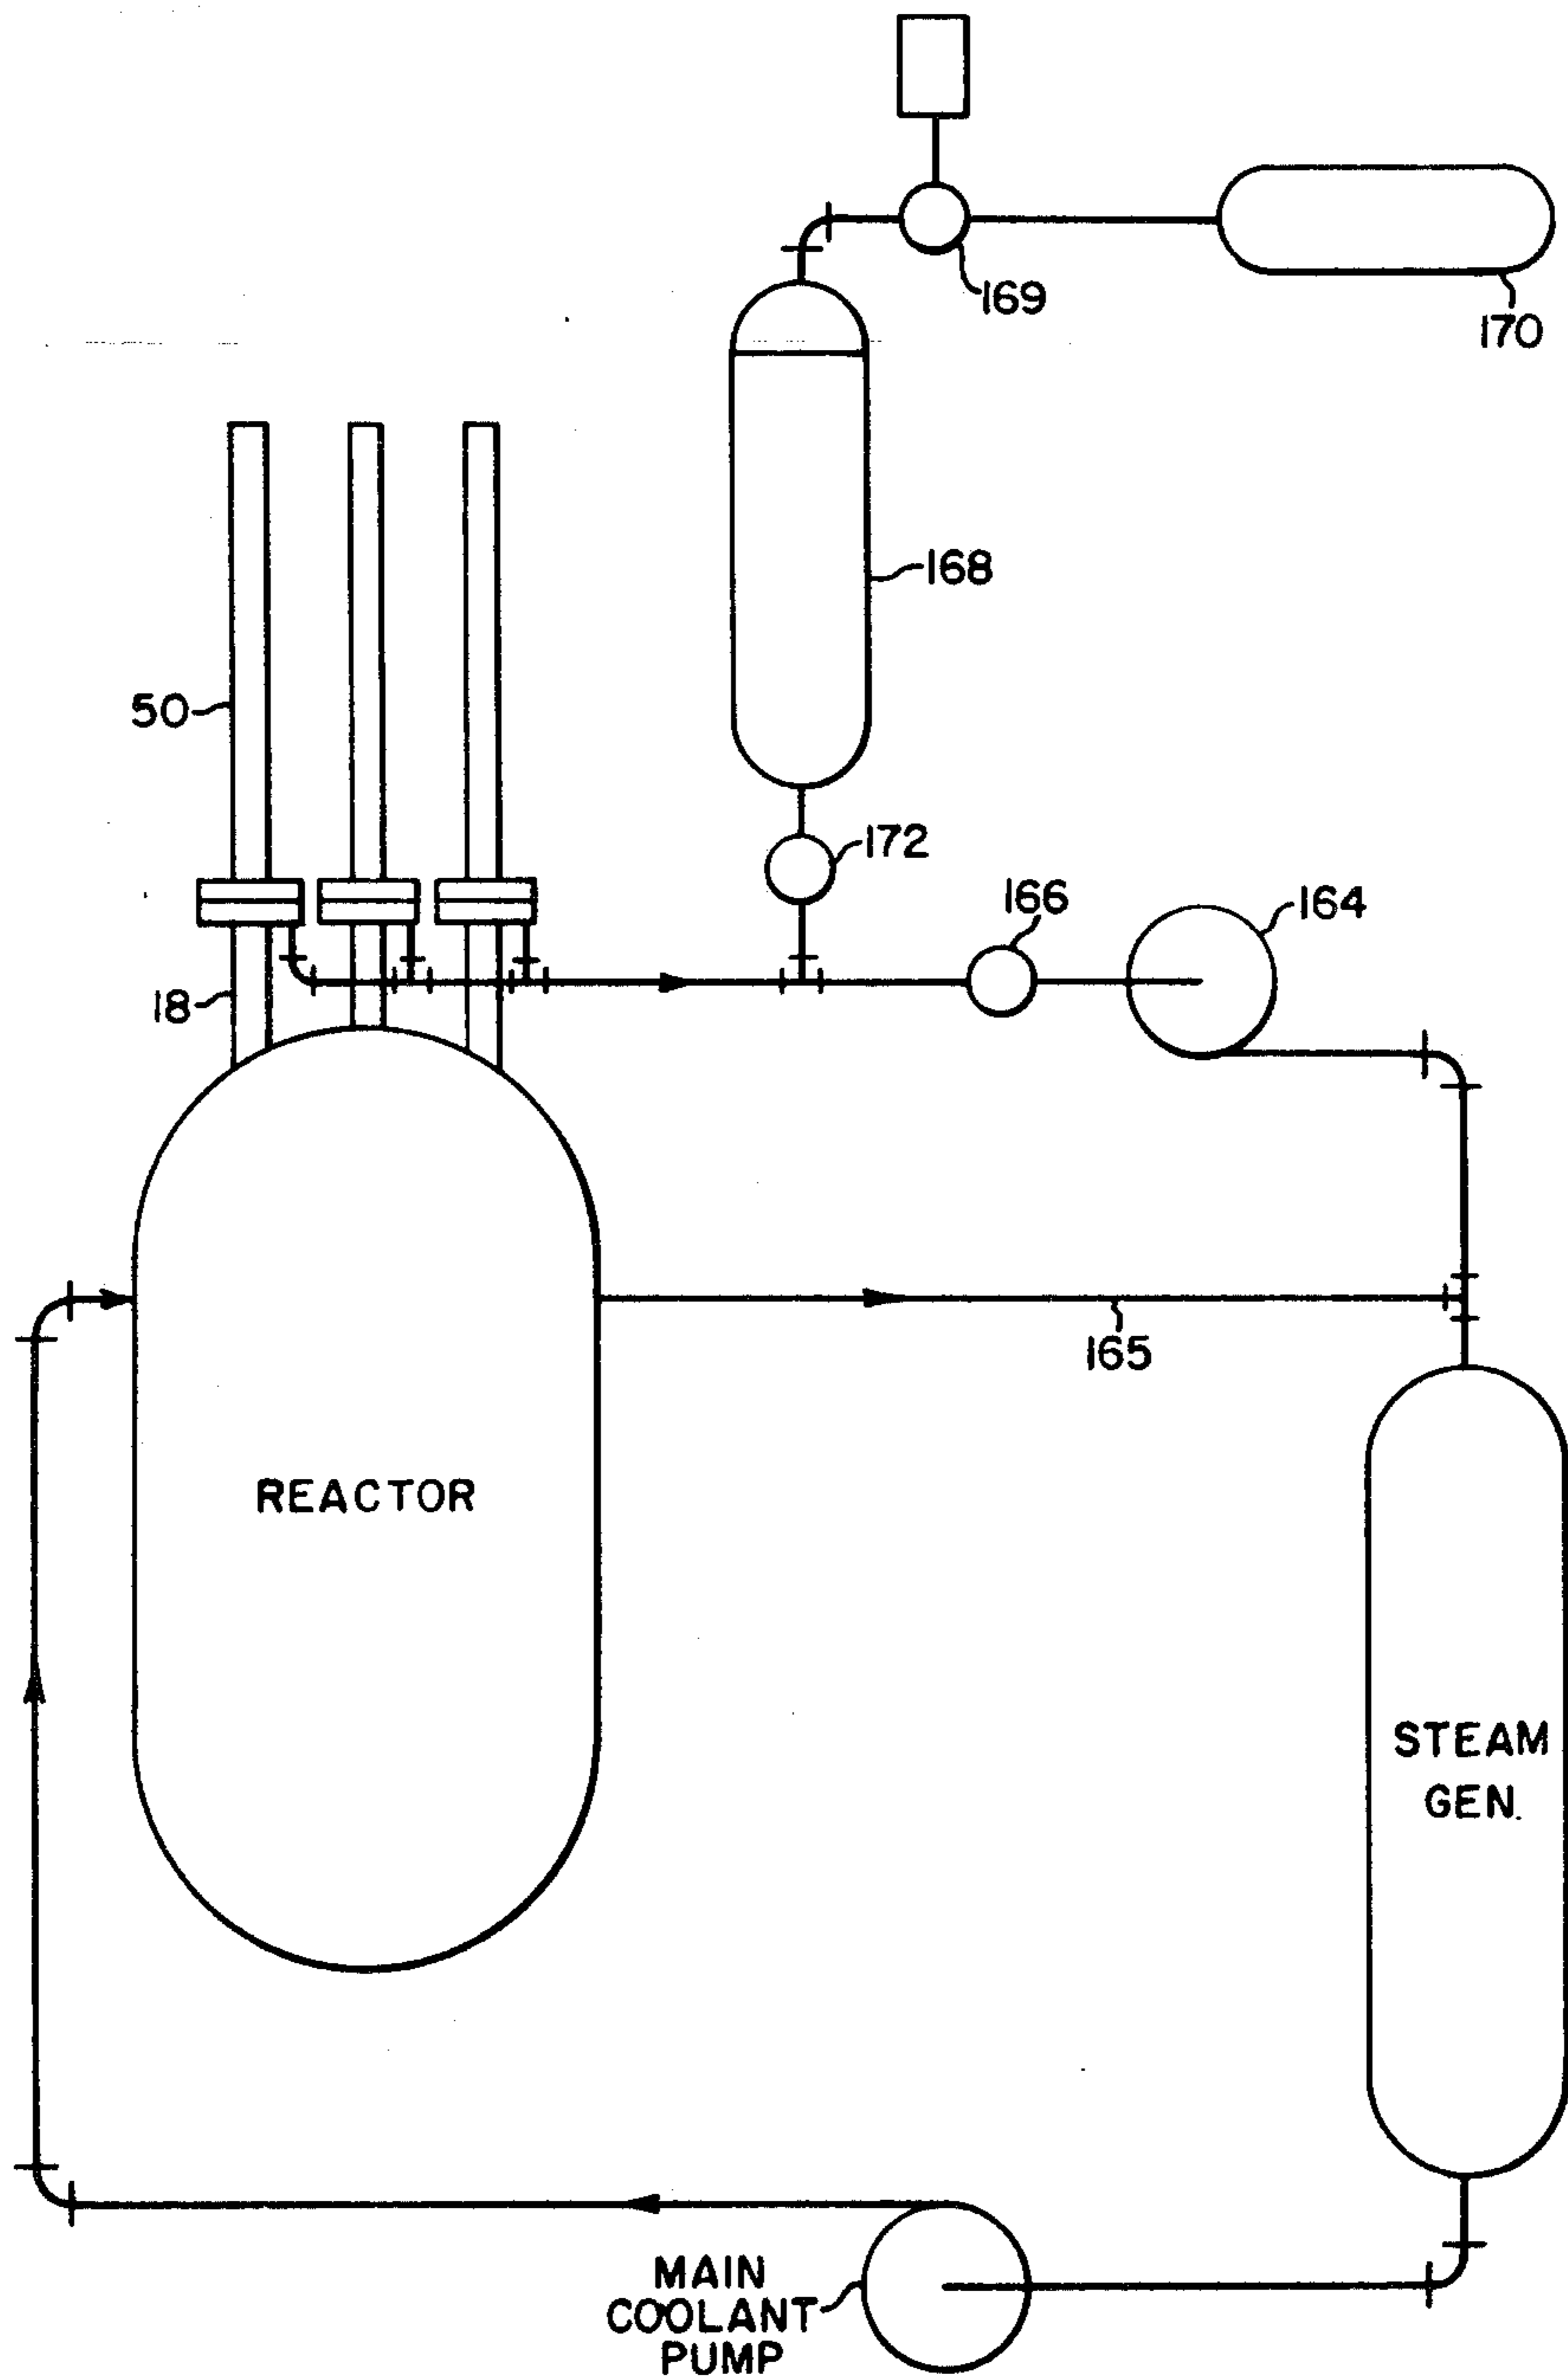 169
170
168
50
172
166
164
18
165
REACTOR
STEAM
GEN.
MAIN
COOLANT
PUMP